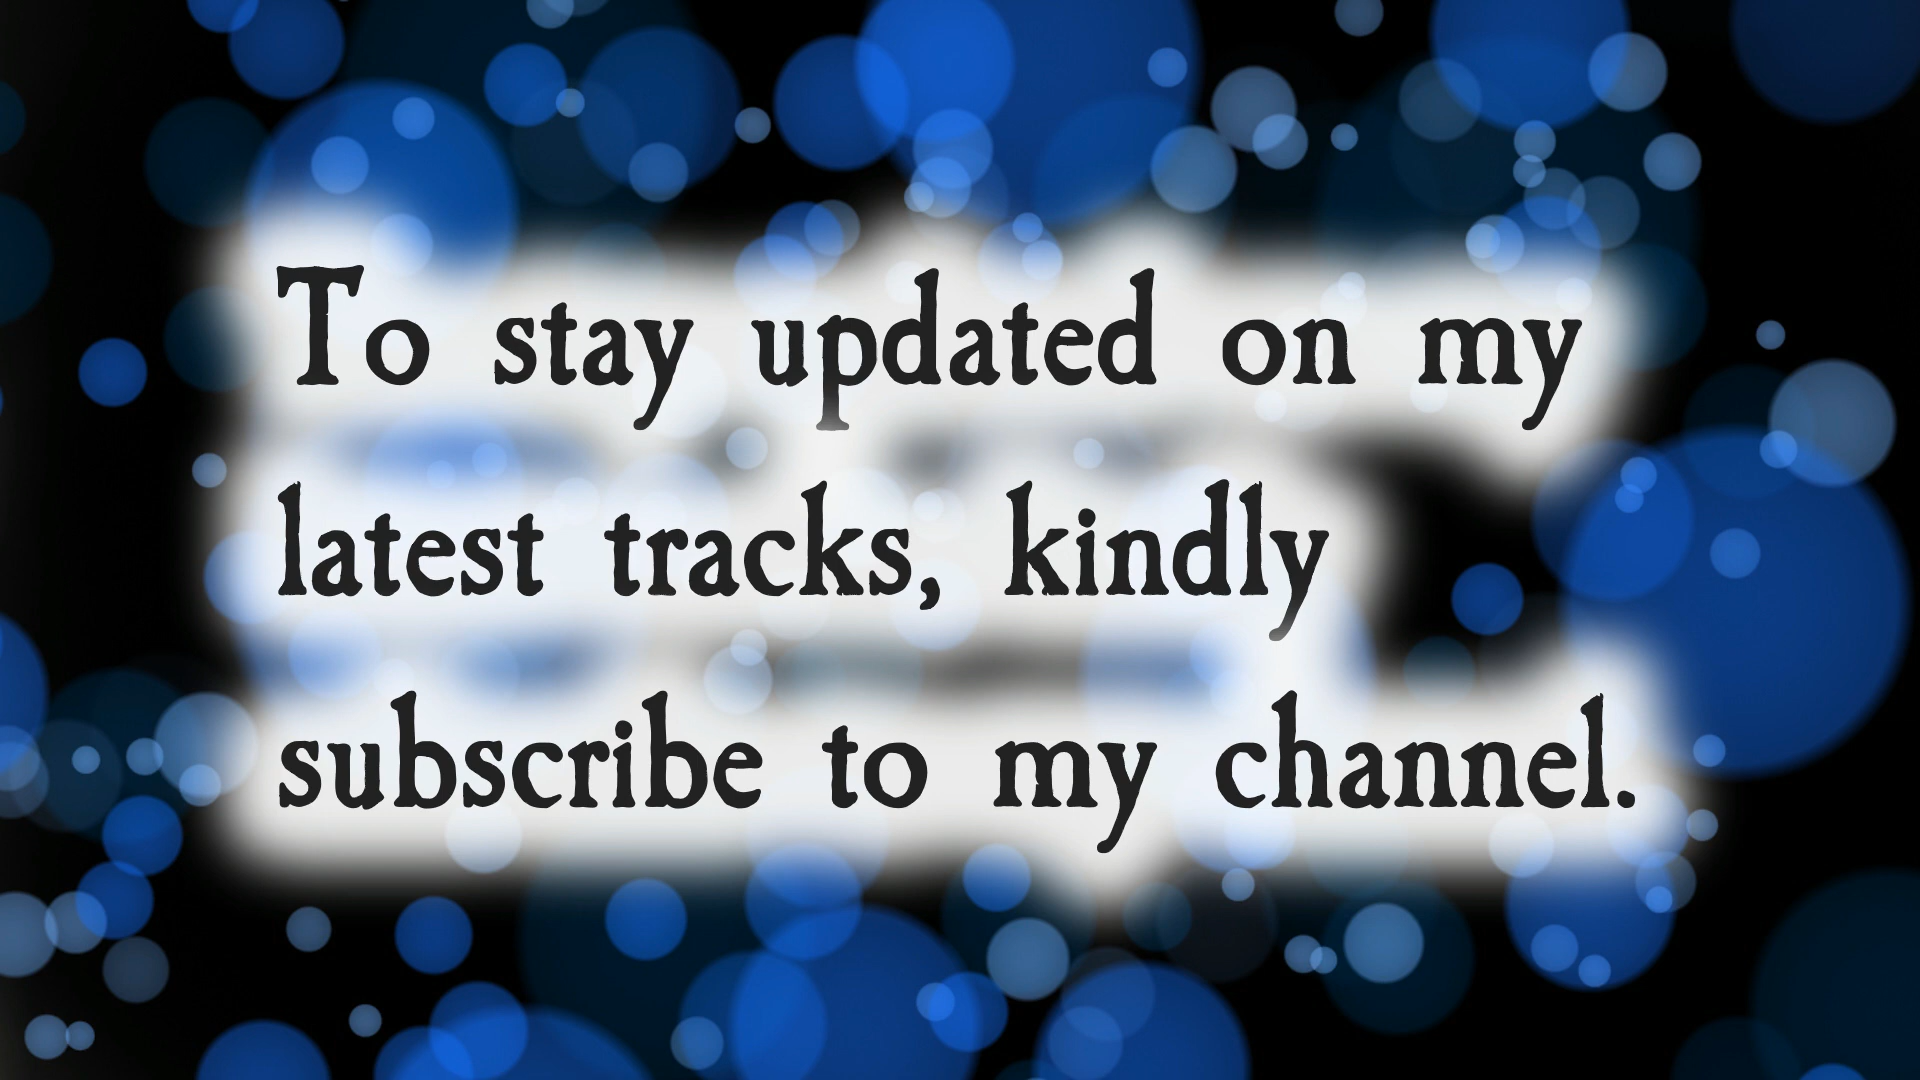 To stay updated on my
latest tracks, kindly
subscribe to my channel.